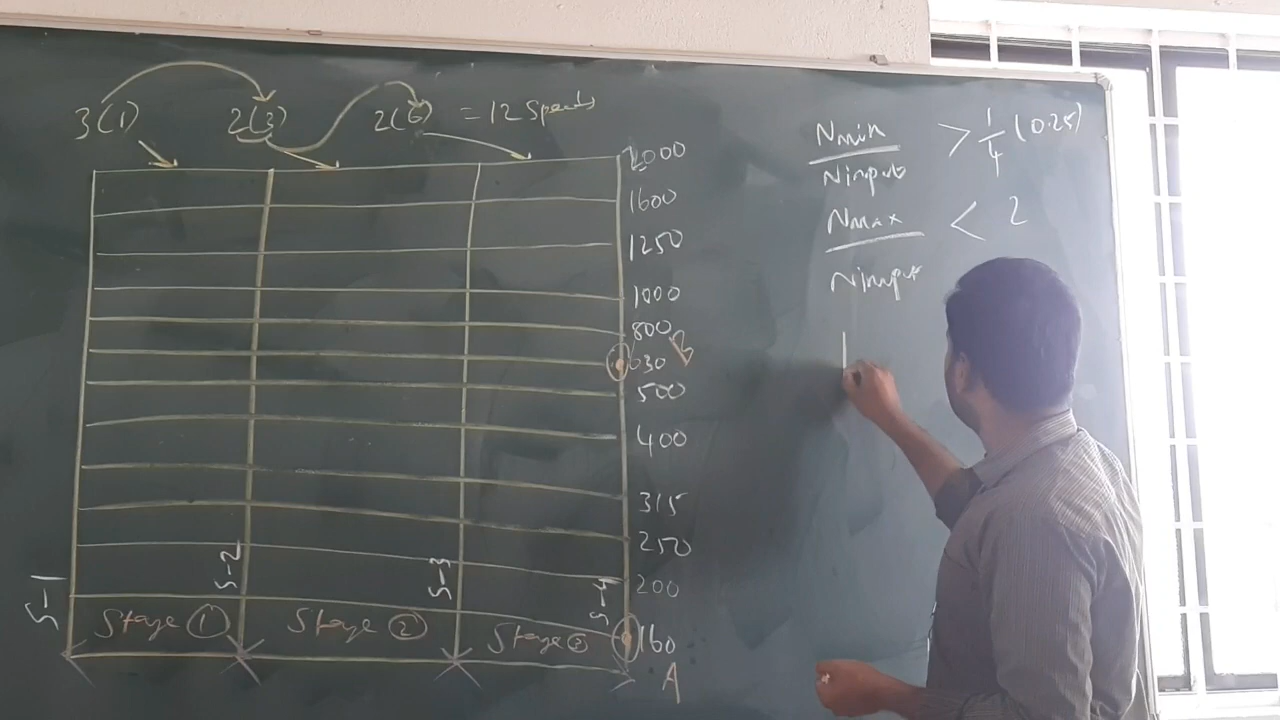 3(1) 2(3) 2(6) = 12 Speeds
2000
1600
1250
1000
800
630 B
500
400
315
250
200
160
A
S-1 S-2 S-3 S-4
Stage ① Stage ② Stage ③
Nmin / Ninput > 1/4 (0.25)
Nmax / Ninput < 2